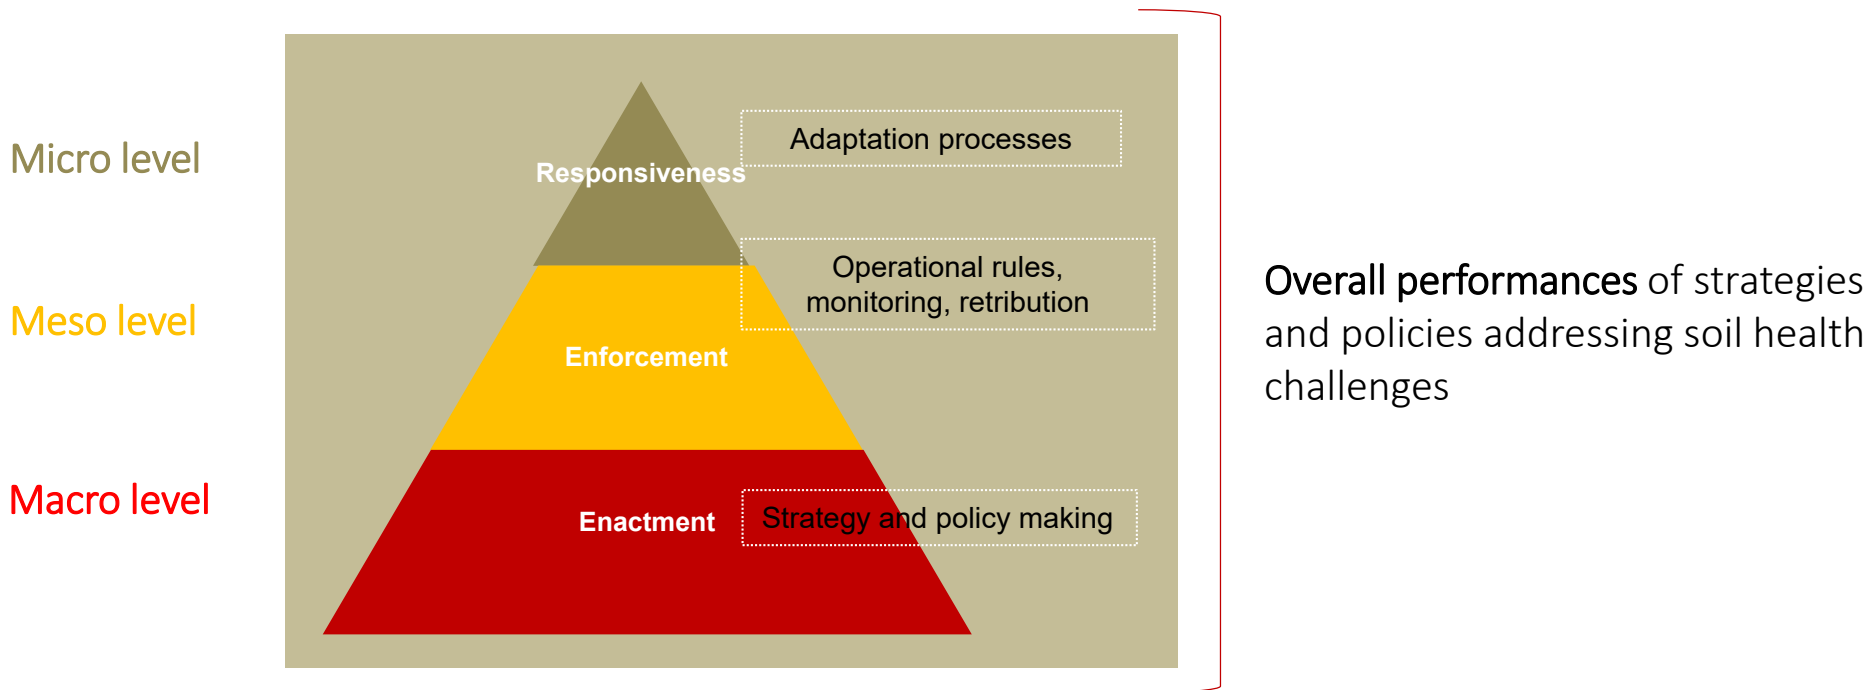 Micro level
Responsiveness
Adaptation processes
Meso level
Enforcement
Operational rules,
monitoring, retribution
Macro level
Enactment
Strategy and policy making
Overall performances of strategies
and policies addressing soil health
challenges